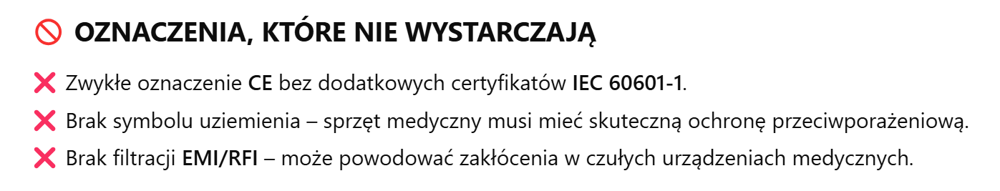 🚫 OZNACZENIA, KTÓRE NIE WYSTARCZAJĄ
❌ Zwykłe oznaczenie CE bez dodatkowych certyfikatów IEC 60601-1.
❌ Brak symbolu uziemienia – sprzęt medyczny musi mieć skuteczną ochronę przeciwporażeniową.
❌ Brak filtracji EMI/RFI – może powodować zakłócenia w czułych urządzeniach medycznych.